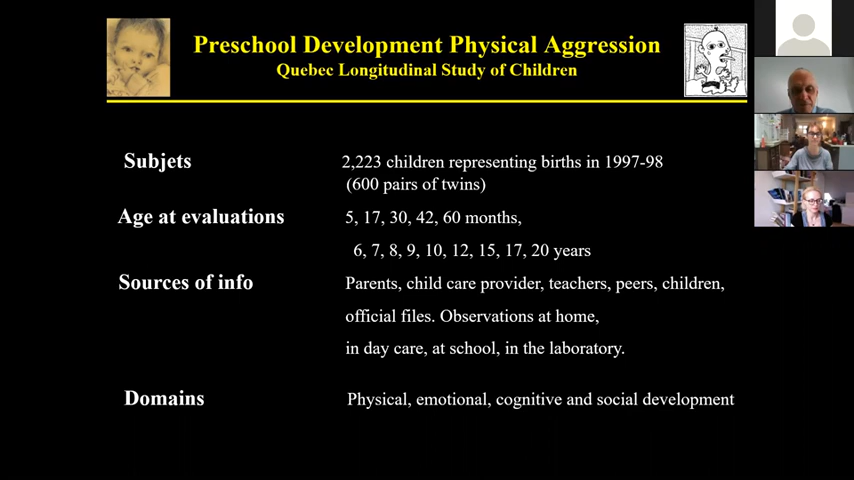 Preschool Development Physical Aggression
Quebec Longitudinal Study of Children
Subjets 2,223 children representing births in 1997-98
(600 pairs of twins)
Age at evaluations 5, 17, 30, 42, 60 months,
6, 7, 8, 9, 10, 12, 15, 17, 20 years
Sources of info Parents, child care provider, teachers, peers, children,
official files. Observations at home,
in day care, at school, in the laboratory.
Domains Physical, emotional, cognitive and social development